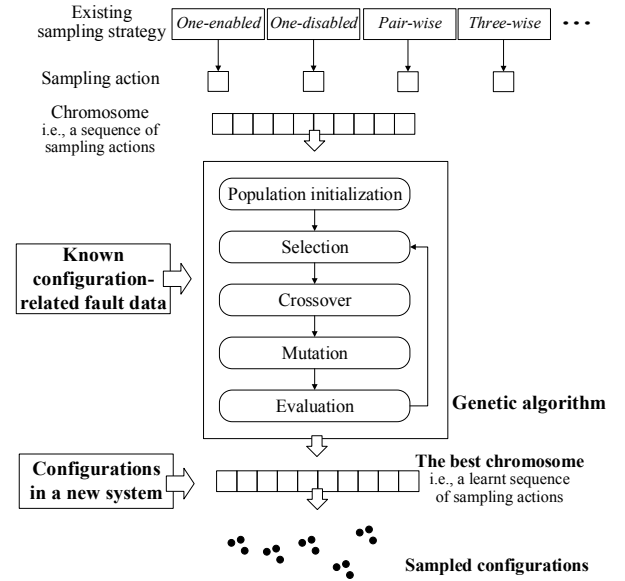 Existing
sampling strategy
One-enabled
One-disabled
Pair-wise
Three-wise
...
Sampling action
Chromosome
i.e., a sequence of
sampling actions
Population initialization
Selection
Known
configuration-
related fault data
Crossover
Mutation
Evaluation
Genetic algorithm
Configurations
in a new system
The best chromosome
i.e., a learnt sequence
of sampling actions
Sampled configurations